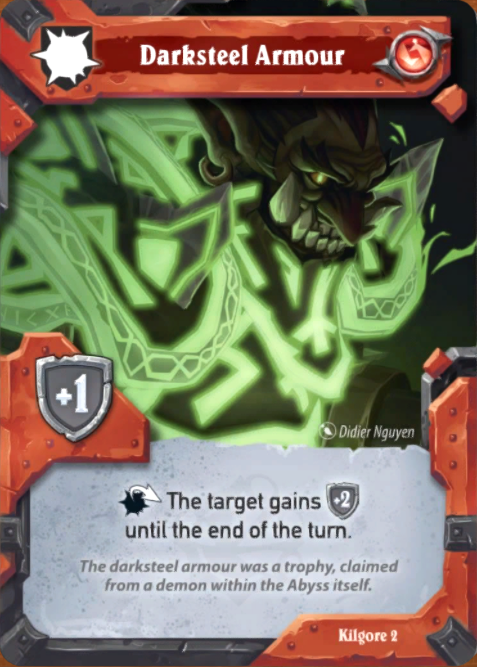 Darksteel Armour
+1
Didier Nguyen
The target gains +2
until the end of the turn.
The darksteel armour was a trophy, claimed
from a demon within the Abyss itself.
Kilgore 2